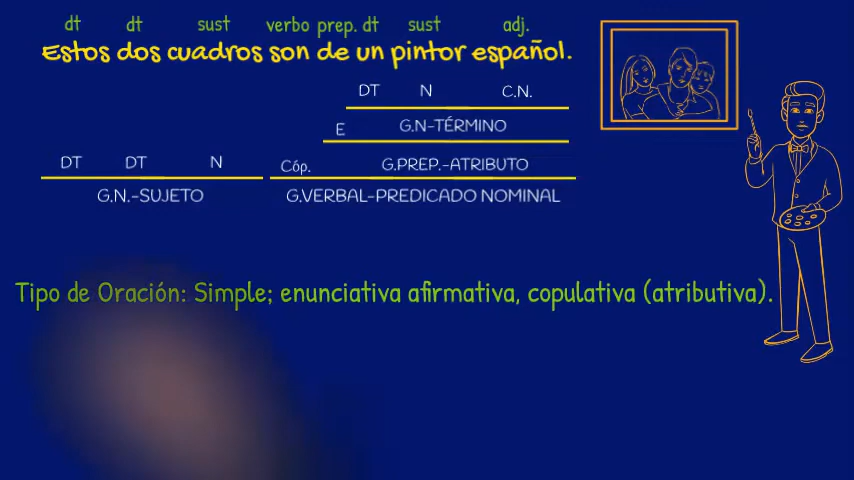 dt dt sust verbo prep. dt sust adj.
Estos dos cuadros son de un pintor español.
DT N C.N.
E G.N-TÉRMINO
DT DT N Cóp. G.PREP.-ATRIBUTO
G.N.-SUJETO G.VERBAL-PREDICADO NOMINAL
Tipo de Oración: Simple; enunciativa afirmativa, copulativa (atributiva).